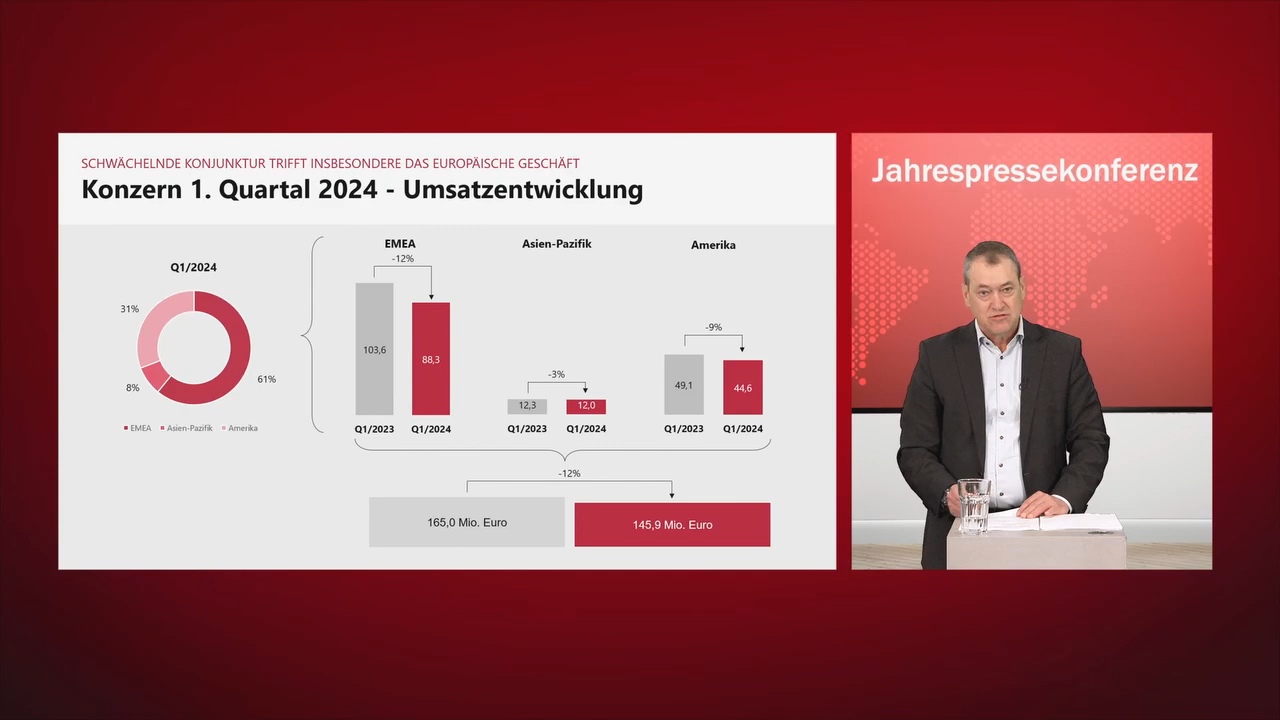 SCHWÄCHELNDE KONJUNKTUR TRIFFT INSBESONDERE DAS EUROPÄISCHE GESCHÄFT
Konzern 1. Quartal 2024 - Umsatzentwicklung
Q1/2024
31%
8%
61%
EMEA Asien-Pazifik Amerika
EMEA
-12%
103,6
88,3
Q1/2023 Q1/2024
Asien-Pazifik
-3%
12,3
12,0
Q1/2023 Q1/2024
Amerika
-9%
49,1
44,6
Q1/2023 Q1/2024
-12%
165,0 Mio. Euro
145,9 Mio. Euro
Jahrespressekonferenz